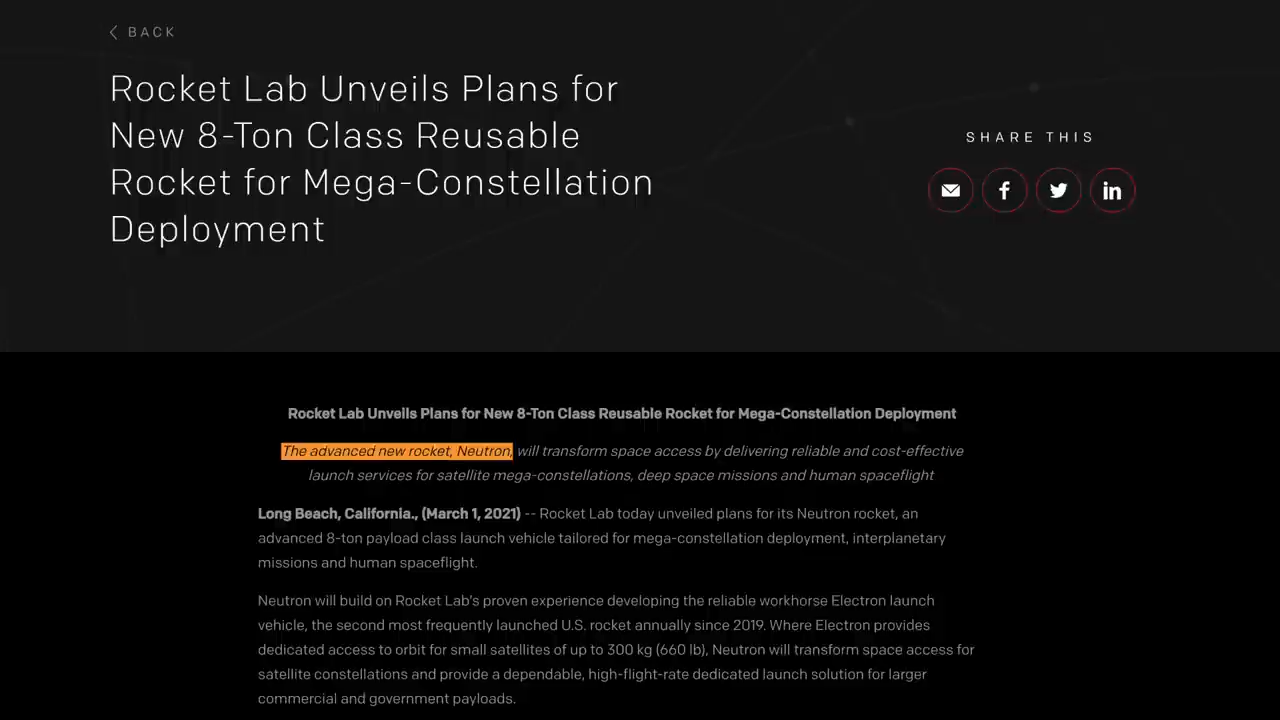 BACK
Rocket Lab Unveils Plans for
New 8-Ton Class Reusable
Rocket for Mega-Constellation
Deployment
SHARE THIS
Rocket Lab Unveils Plans for New 8-Ton Class Reusable Rocket for Mega-Constellation Deployment
The advanced new rocket, Neutron, will transform space access by delivering reliable and cost-effective
launch services for satellite mega-constellations, deep space missions and human spaceflight
Long Beach, California., (March 1, 2021) -- Rocket Lab today unveiled plans for its Neutron rocket, an
advanced 8-ton payload class launch vehicle tailored for mega-constellation deployment, interplanetary
missions and human spaceflight.
Neutron will build on Rocket Lab's proven experience developing the reliable workhorse Electron launch
vehicle, the second most frequently launched U.S. rocket annually since 2019. Where Electron provides
dedicated access to orbit for small satellites of up to 300 kg (660 lb), Neutron will transform space access for
satellite constellations and provide a dependable, high-flight-rate dedicated launch solution for larger
commercial and government payloads.